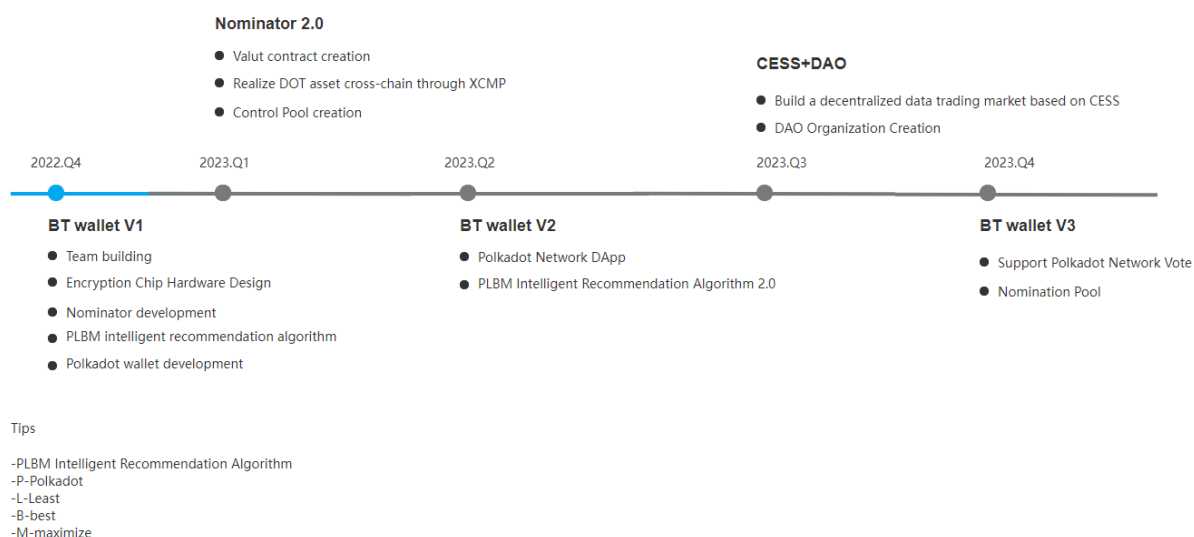 Nominator 2.0
Valut contract creation
Realize DOT asset cross-chain through XCMP
Control Pool creation
CESS+DAO
Build a decentralized data trading market based on CESS
DAO Organization Creation
2022.Q4
2023.Q1
2023.Q2
2023.Q3
2023.Q4
BT wallet V1
Team building
Encryption Chip Hardware Design
Nominator development
PLBM intelligent recommendation algorithm
Polkadot wallet development
BT wallet V2
Polkadot Network DApp
PLBM Intelligent Recommendation Algorithm 2.0
BT wallet V3
Support Polkadot Network Vote
Nomination Pool
Tips
-PLBM Intelligent Recommendation Algorithm
-P-Polkadot
-L-Least
-B-best
-M-maximize